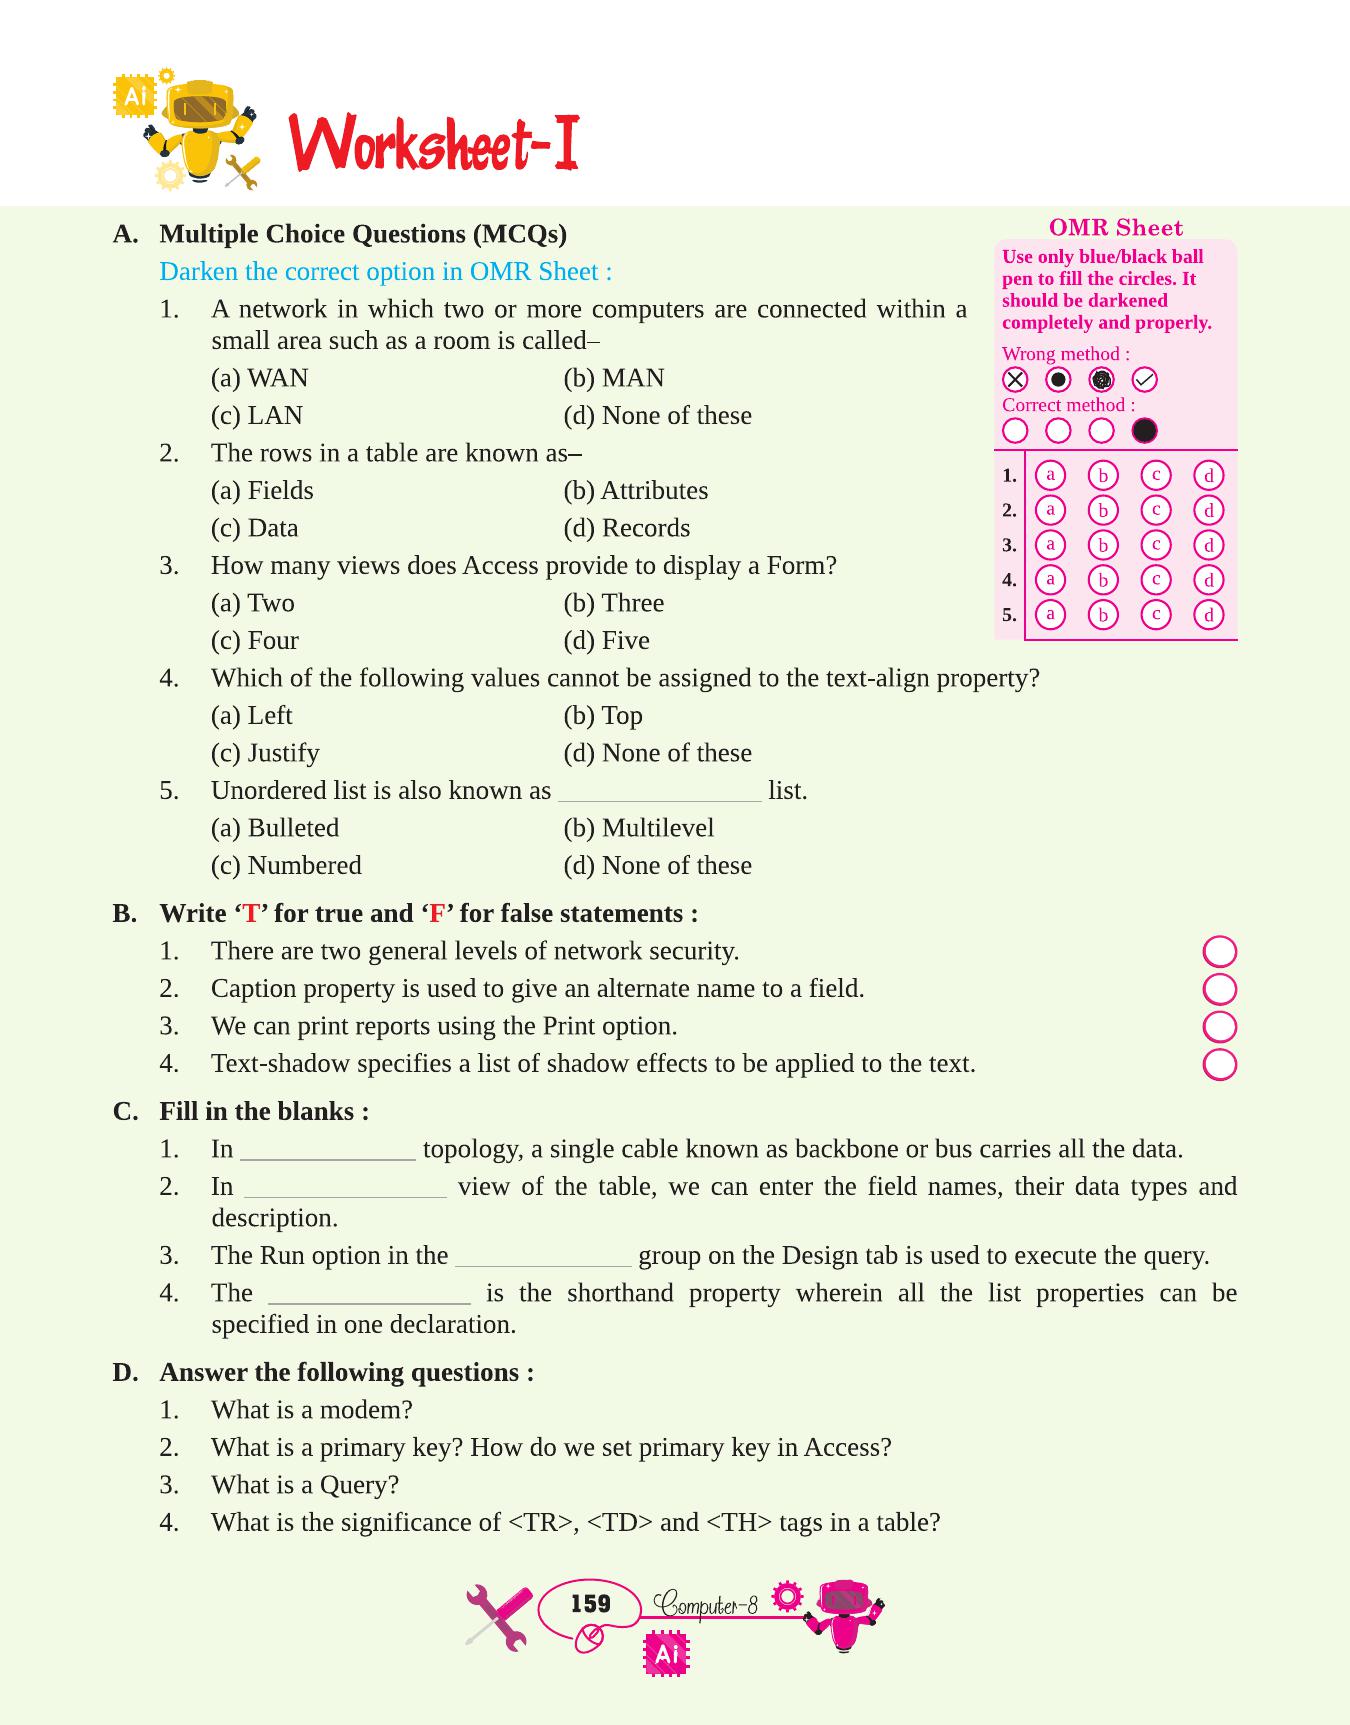 Ai
Worksheet-I
A. Multiple Choice Questions (MCQs)
Darken the correct option in OMR Sheet :
1. A network in which two or more computers are connected within a
small area such as a room is called–
(a) WAN (b) MAN
(c) LAN (d) None of these
2. The rows in a table are known as–
(a) Fields (b) Attributes
(c) Data (d) Records
3. How many views does Access provide to display a Form?
(a) Two (b) Three
(c) Four (d) Five
4. Which of the following values cannot be assigned to the text-align property?
(a) Left (b) Top
(c) Justify (d) None of these
5. Unordered list is also known as _______________ list.
(a) Bulleted (b) Multilevel
(c) Numbered (d) None of these
OMR Sheet
Use only blue/black ball
pen to fill the circles. It
should be darkened
completely and properly.
Wrong method :
Correct method :
1. a b c d
2. a b c d
3. a b c d
4. a b c d
5. a b c d
B. Write ‘T’ for true and ‘F’ for false statements :
1. There are two general levels of network security.
2. Caption property is used to give an alternate name to a field.
3. We can print reports using the Print option.
4. Text-shadow specifies a list of shadow effects to be applied to the text.
C. Fill in the blanks :
1. In _____________ topology, a single cable known as backbone or bus carries all the data.
2. In _______________ view of the table, we can enter the field names, their data types and
description.
3. The Run option in the _____________ group on the Design tab is used to execute the query.
4. The _______________ is the shorthand property wherein all the list properties can be
specified in one declaration.
D. Answer the following questions :
1. What is a modem?
2. What is a primary key? How do we set primary key in Access?
3. What is a Query?
4. What is the significance of <TR>, <TD> and <TH> tags in a table?
159 Computer-8
Ai